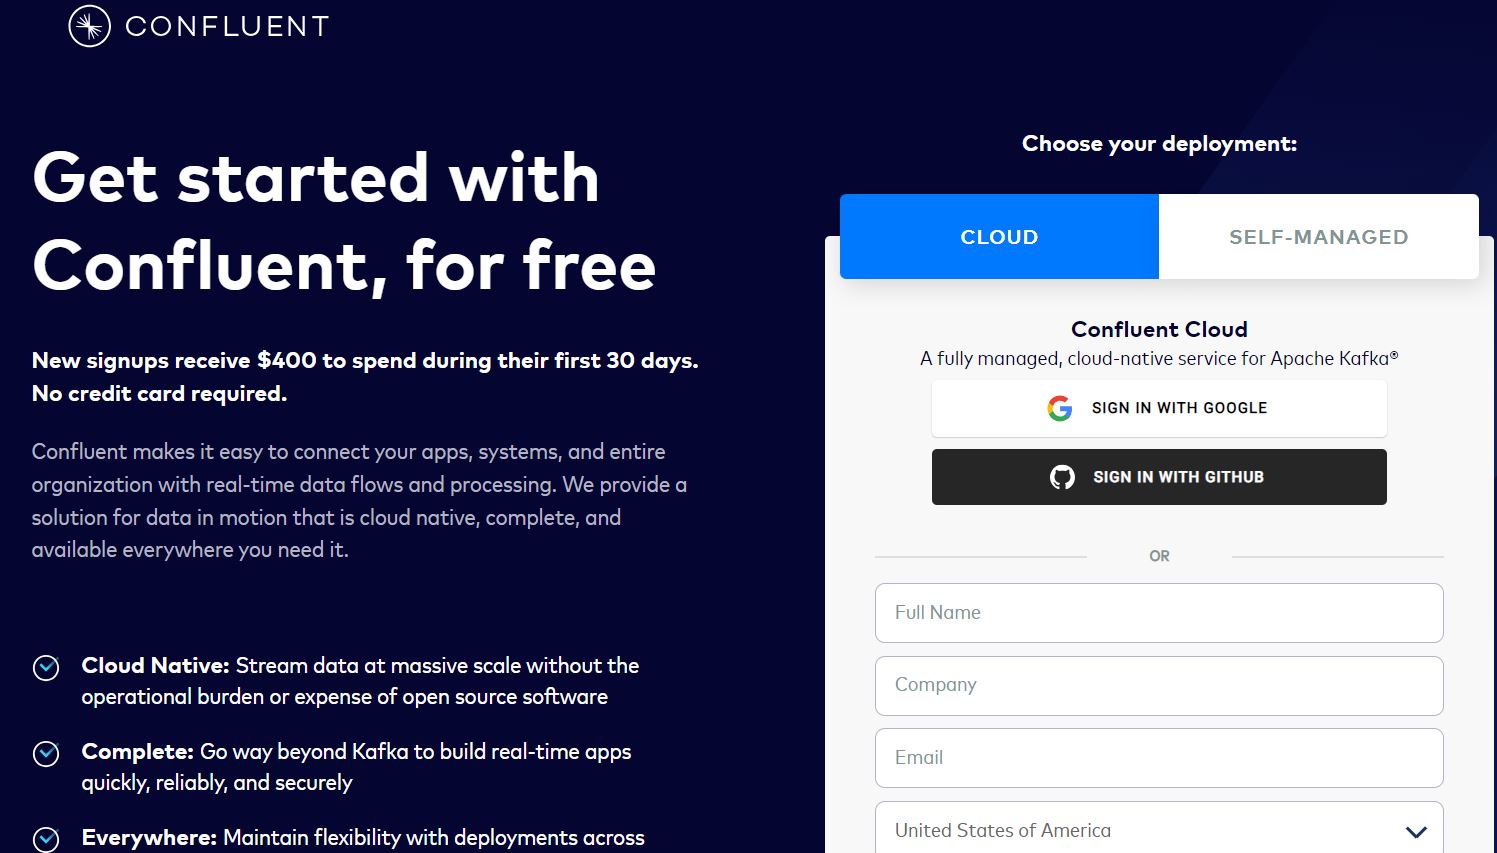 CONFLUENT
Get started with
Confluent, for free
New signups receive $400 to spend during their first 30 days.
No credit card required.
Confluent makes it easy to connect your apps, systems, and entire
organization with real-time data flows and processing. We provide a
solution for data in motion that is cloud native, complete, and
available everywhere you need it.
Cloud Native: Stream data at massive scale without the
operational burden or expense of open source software
Complete: Go way beyond Kafka to build real-time apps
quickly, reliably, and securely
Everywhere: Maintain flexibility with deployments across
Choose your deployment:
CLOUD
SELF-MANAGED
Confluent Cloud
A fully managed, cloud-native service for Apache Kafka®
SIGN IN WITH GOOGLE
SIGN IN WITH GITHUB
OR
Full Name
Company
Email
United States of America